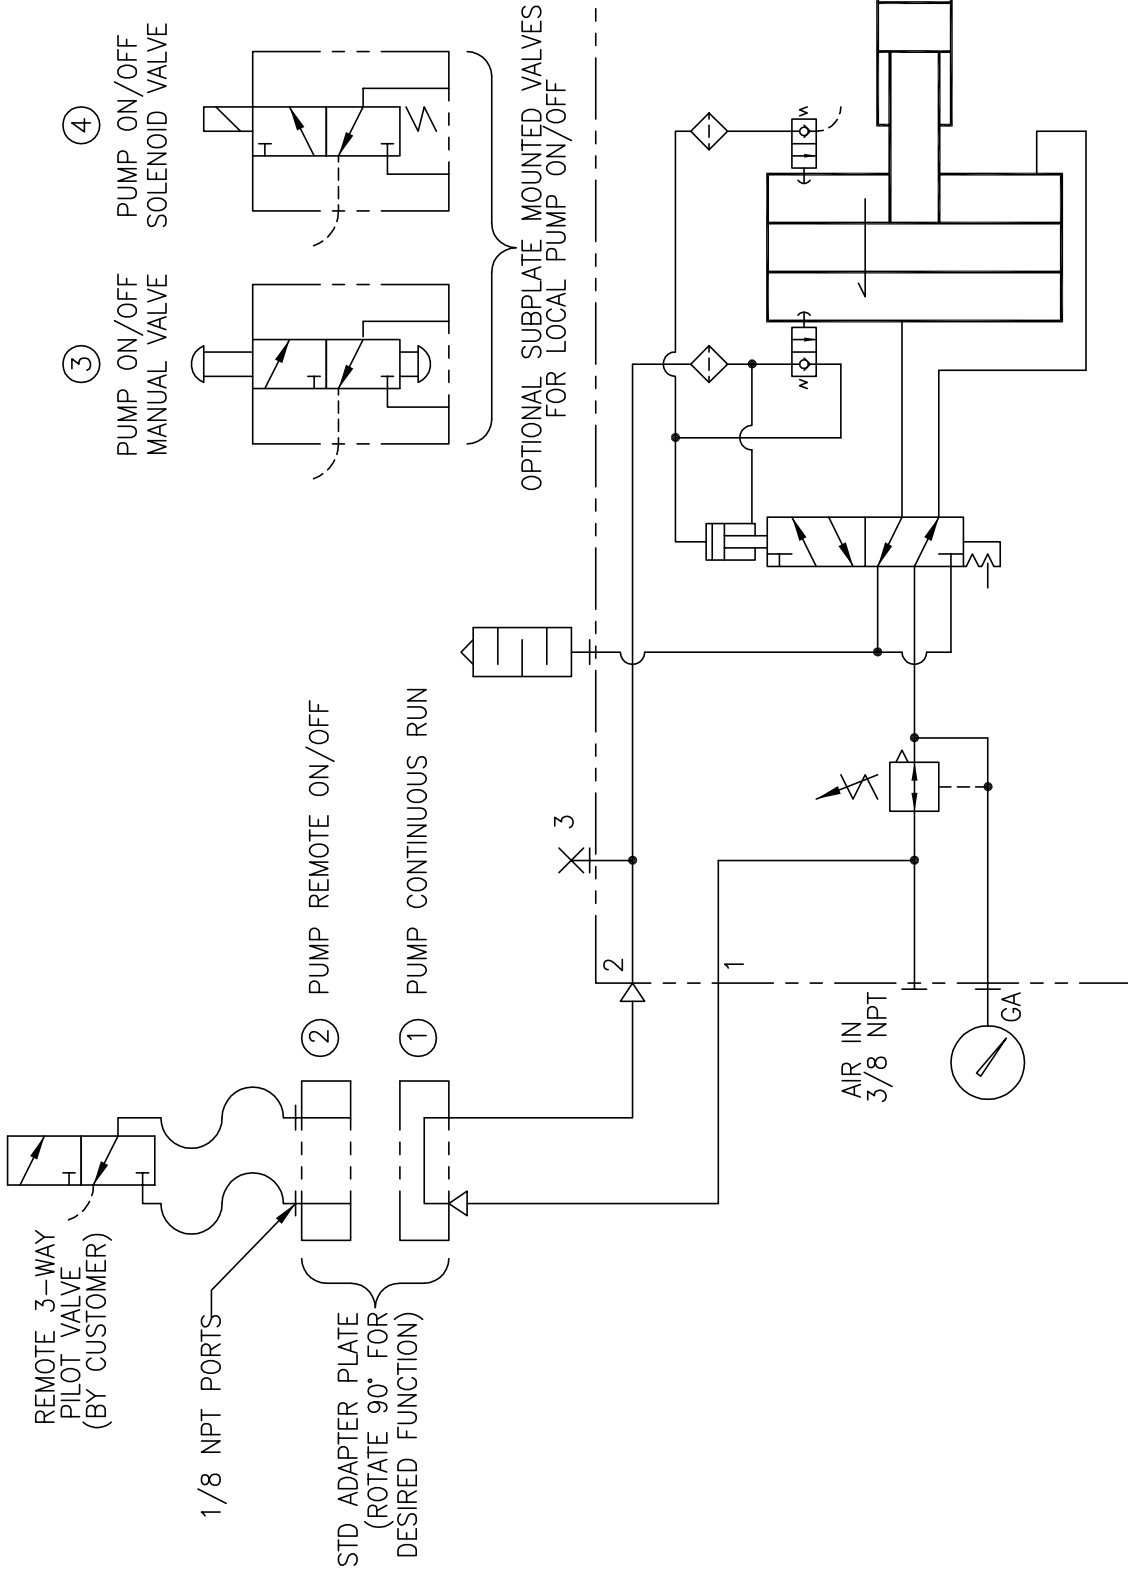 REMOTE 3-WAY
PILOT VALVE
(BY CUSTOMER)
1/8 NPT PORTS
STD ADAPTER PLATE
(ROTATE 90° FOR
DESIRED FUNCTION)
2 PUMP REMOTE ON/OFF
1 PUMP CONTINUOUS RUN
3
PUMP ON/OFF
MANUAL VALVE
4
PUMP ON/OFF
SOLENOID VALVE
OPTIONAL SUBPLATE MOUNTED VALVES
FOR LOCAL PUMP ON/OFF
3
2
1
AIR IN
3/8 NPT
GA